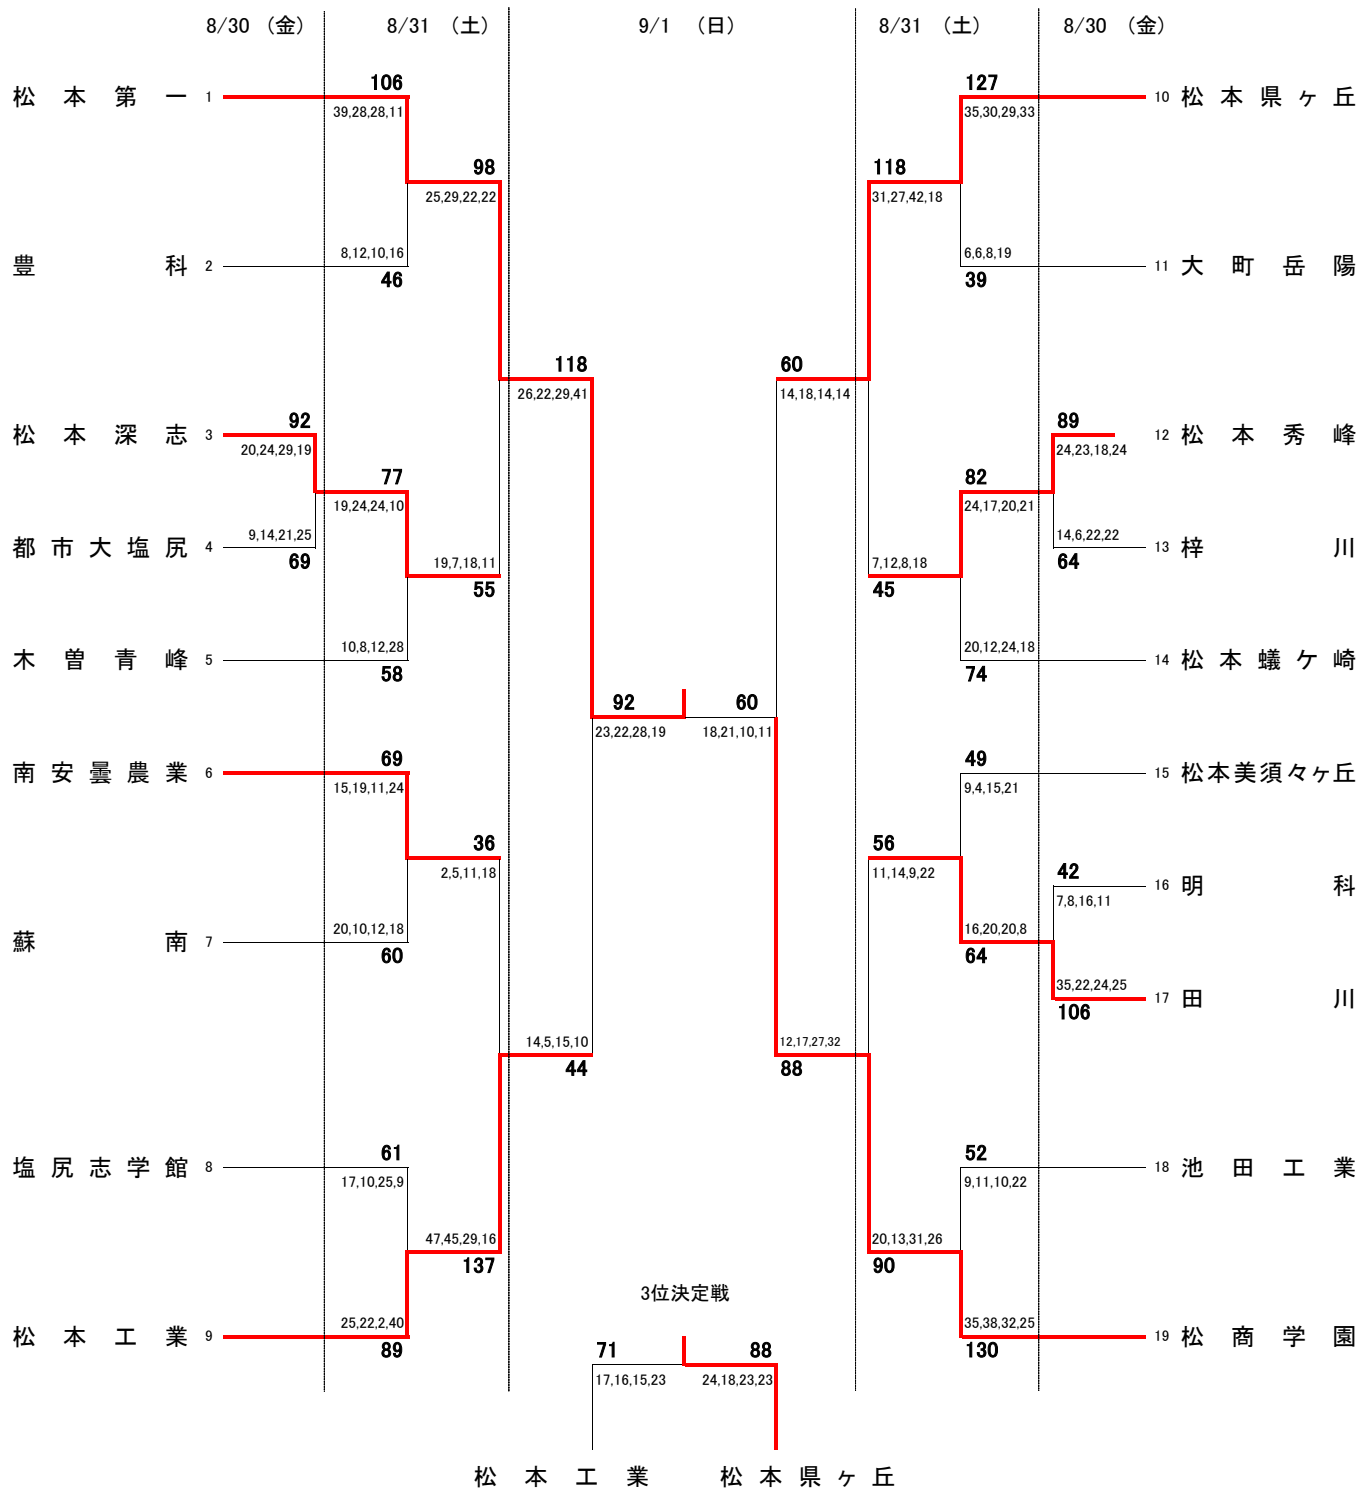 8/30 （金） 8/31 （土） 9/1 （日） 8/31 （土） 8/30 （金）
106 127
松本第一 1 10 松本県ヶ丘
39,28,28,11 35,30,29,33
98 118
25,29,22,22 31,27,42,18
8,12,10,16 6,6,8,19
豊科 2 11 大町岳陽
46 39
118 60
26,22,29,41 14,18,14,14
92 89
松本深志 3 12 松本秀峰
20,24,29,19 24,23,18,24
77 82
19,24,24,10 24,17,20,21
9,14,21,25 14,6,22,22
都市大塩尻 4 13 梓川
69 64
19,7,18,11 7,12,8,18
55 45
10,8,12,28 20,12,24,18
木曽青峰 5 14 松本蟻ケ崎
58 74
92 60
23,22,28,19 18,21,10,11
69 49
南安曇農業 6 15 松本美須々ヶ丘
15,19,11,24 9,4,15,21
36 56
2,5,11,18 11,14,9,22
42
16 明科
7,8,16,11
20,10,12,18 16,20,20,8
蘇南 7
60 64
35,22,24,25
17 田川
106
14,5,15,10 12,17,27,32
44 88
61 52
塩尻志学館 8 18 池田工業
17,10,25,9 9,11,10,22
47,45,29,16 20,13,31,26
137 90
3位決定戦
25,22,2,40 35,38,32,25
松本工業 9 19 松商学園
89 130
71 88
17,16,15,23 24,18,23,23
松本工業 松本県ヶ丘